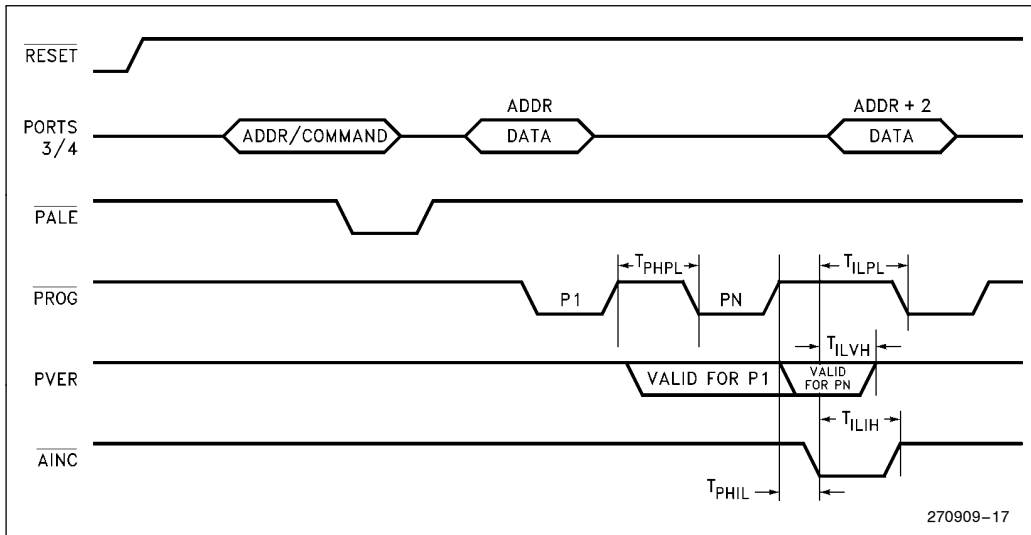 RESET
ADDR
ADDR + 2
PORTS
3/4
ADDR/COMMAND
DATA
DATA
PALE
TPHPL
TILPL
PROG
P1
PN
TILVH
PVER
VALID FOR P1
VALID
FOR PN
TILIH
AINC
TPHIL
270909–17